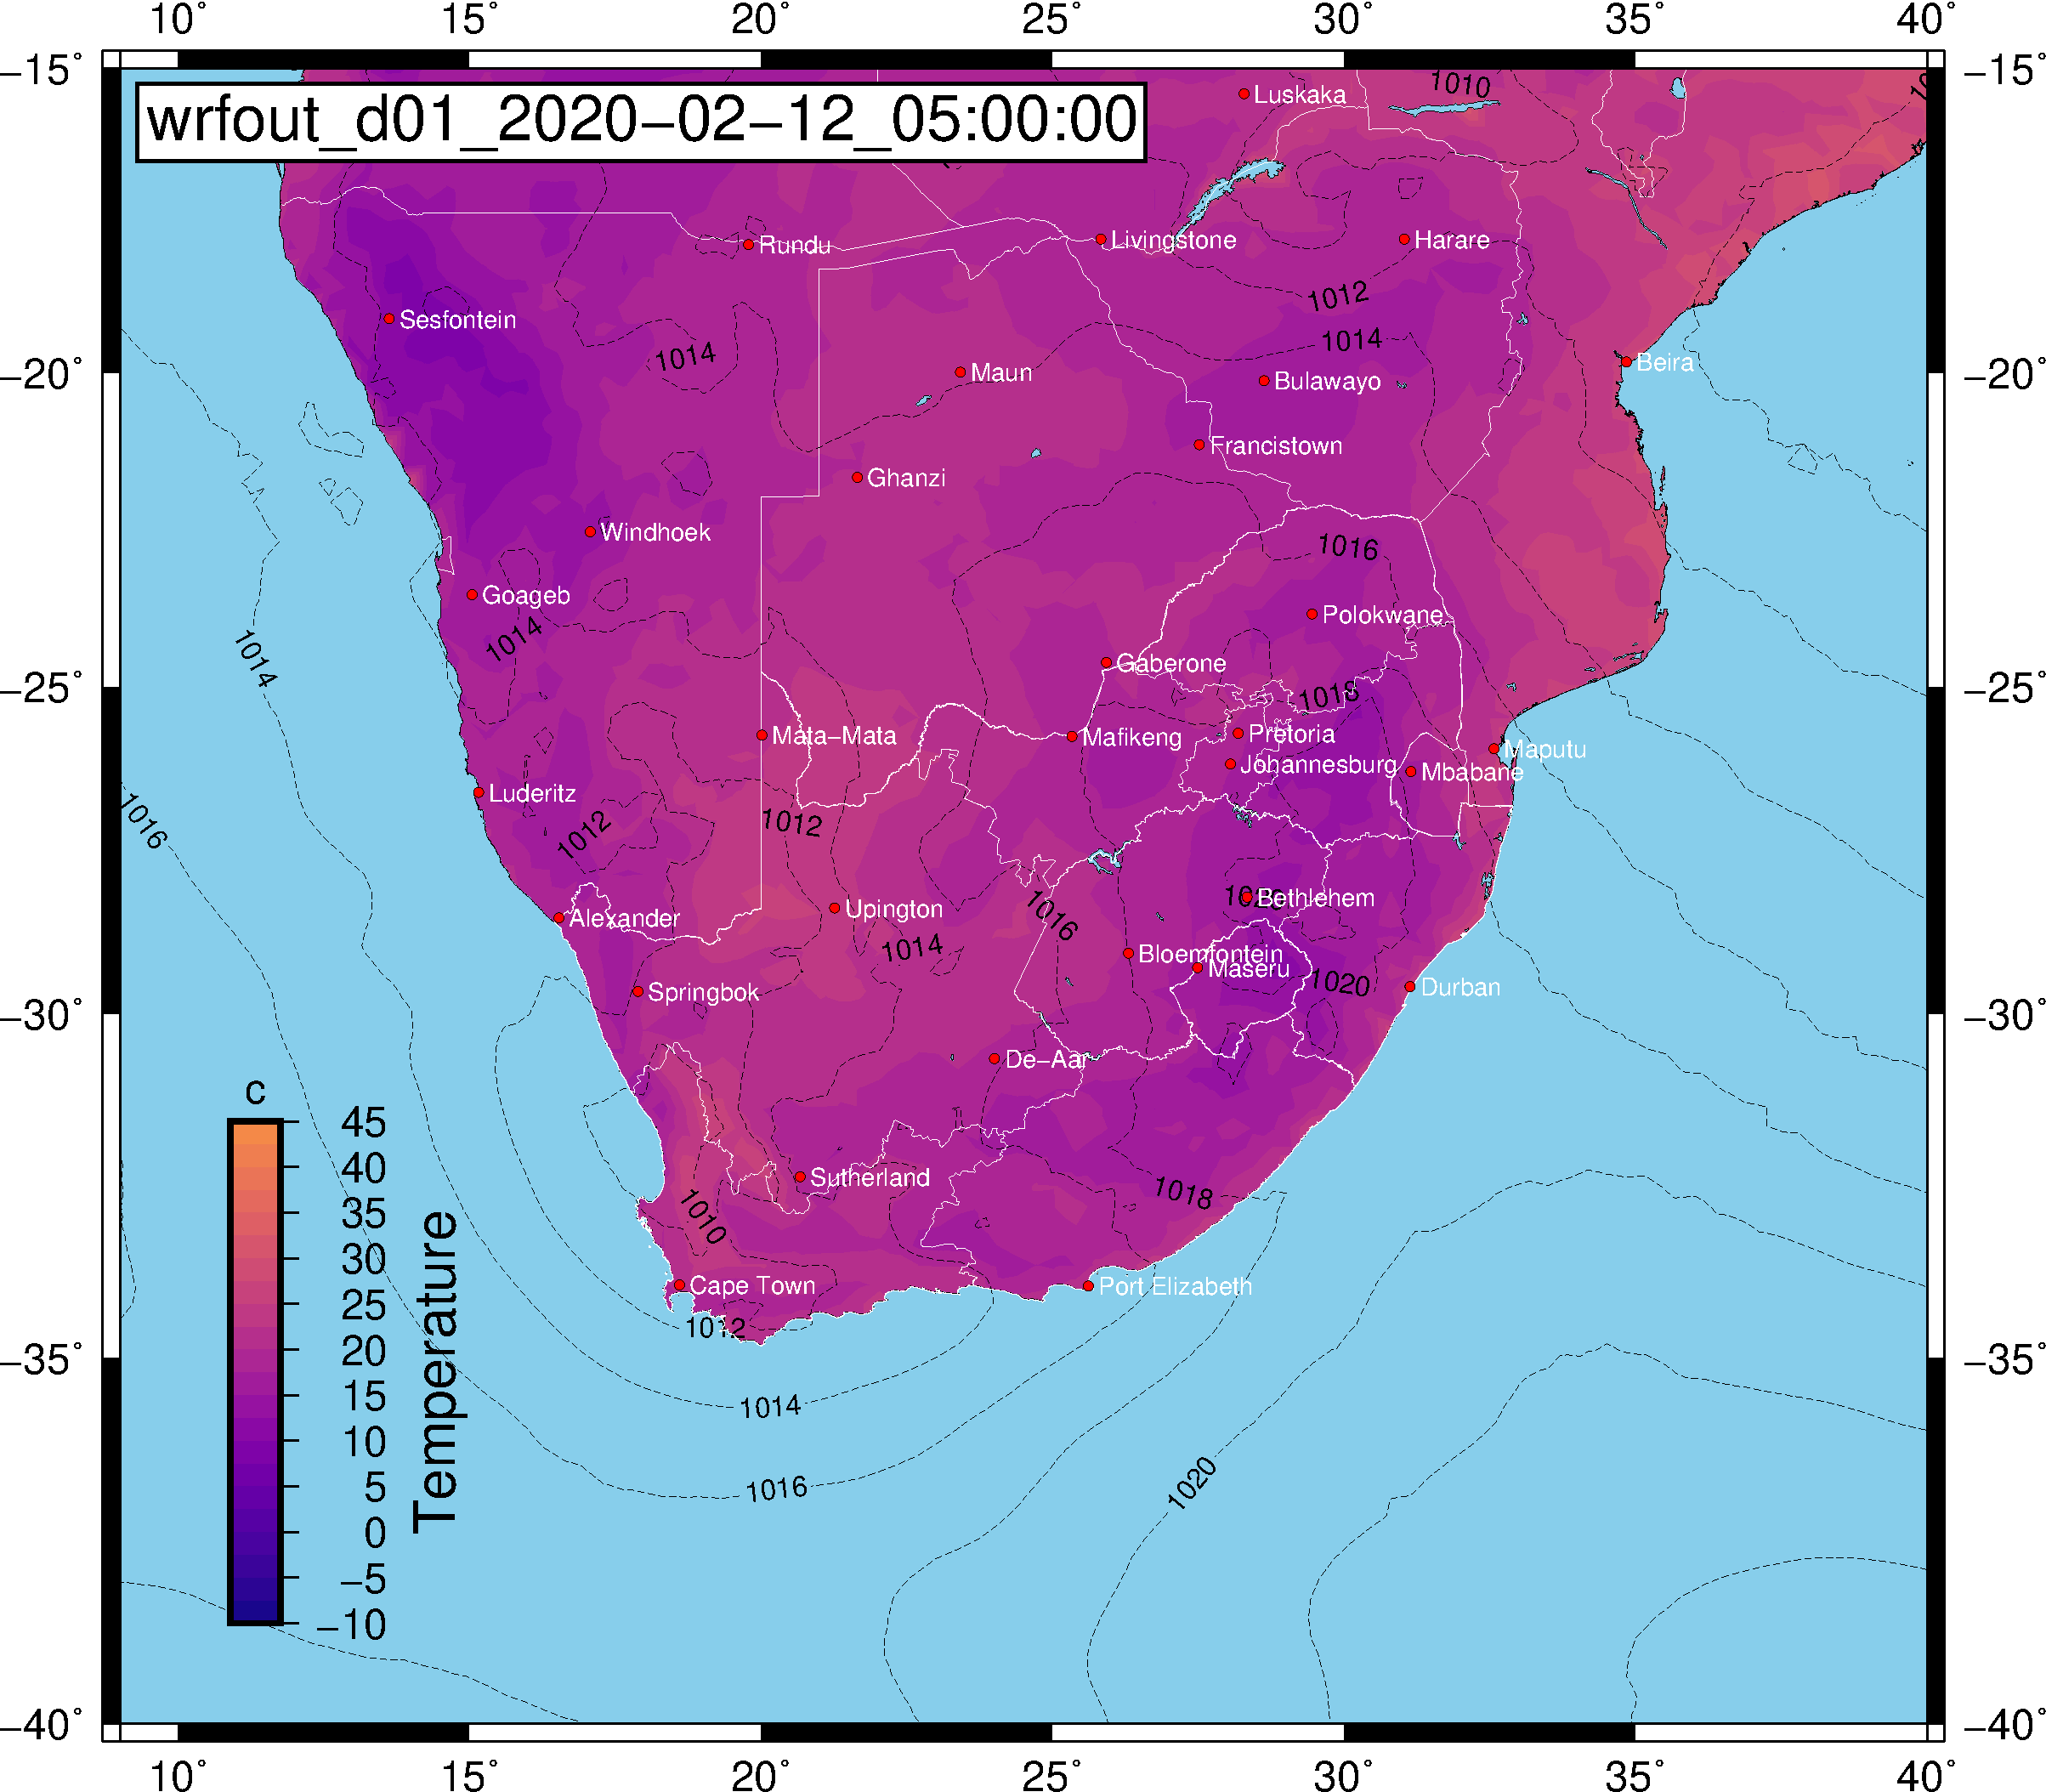 10° 15° 20° 25° 30° 35° 40°
−15° −15°
wrfout_d01_2020−02−12_05:00:00
1010
Luskaka
Rundu
Livingstone
Harare
1012
Sesfontein
1014
1014
−20° −20°
Maun
Bulawayo
Beira
Francistown
Ghanzi
Windhoek
1016
Goageb
Polokwane
1014
1014
Gaberone
−25° −25°
1018
Mata−Mata
Mafikeng
Pretoria
Maputu
Johannesburg
Mbabane
Luderitz
1016
1012
1012
Bethlehem
Alexander
Upington
1016
1014
Bloemfontein
Maseru
1020
Durban
Springbok
−30° −30°
De−Aar
c
45
40
35
30
25
20
15
10
5
0
−5
−10
Temperature
Sutherland
1018
1010
Cape Town
Port Elizabeth
1012
−35° −35°
1014
1016
1020
−40° −40°
10° 15° 20° 25° 30° 35° 40°